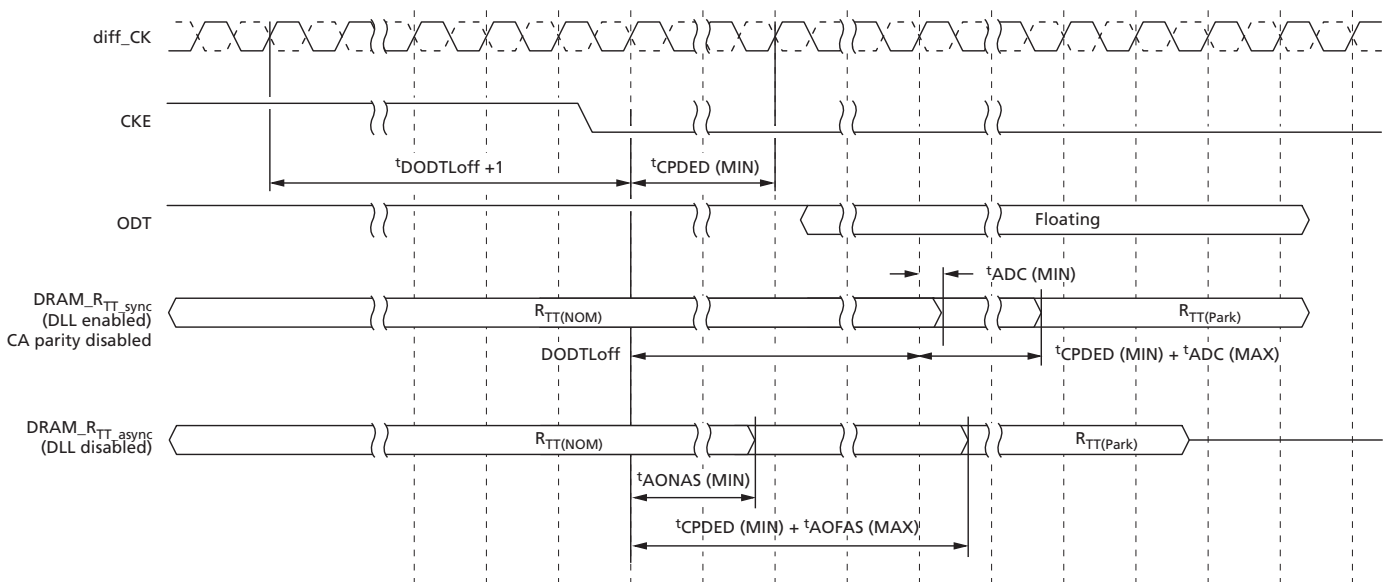 diff_CK
CKE
tDODTLoff +1
tCPDED (MIN)
ODT
Floating
tADC (MIN)
DRAM_RTT_sync
(DLL enabled)
CA parity disabled
RTT(NOM)
RTT(Park)
DODTLoff
tCPDED (MIN) + tADC (MAX)
DRAM_RTT_async
(DLL disabled)
RTT(NOM)
RTT(Park)
tAONAS (MIN)
tCPDED (MIN) + tAOFAS (MAX)